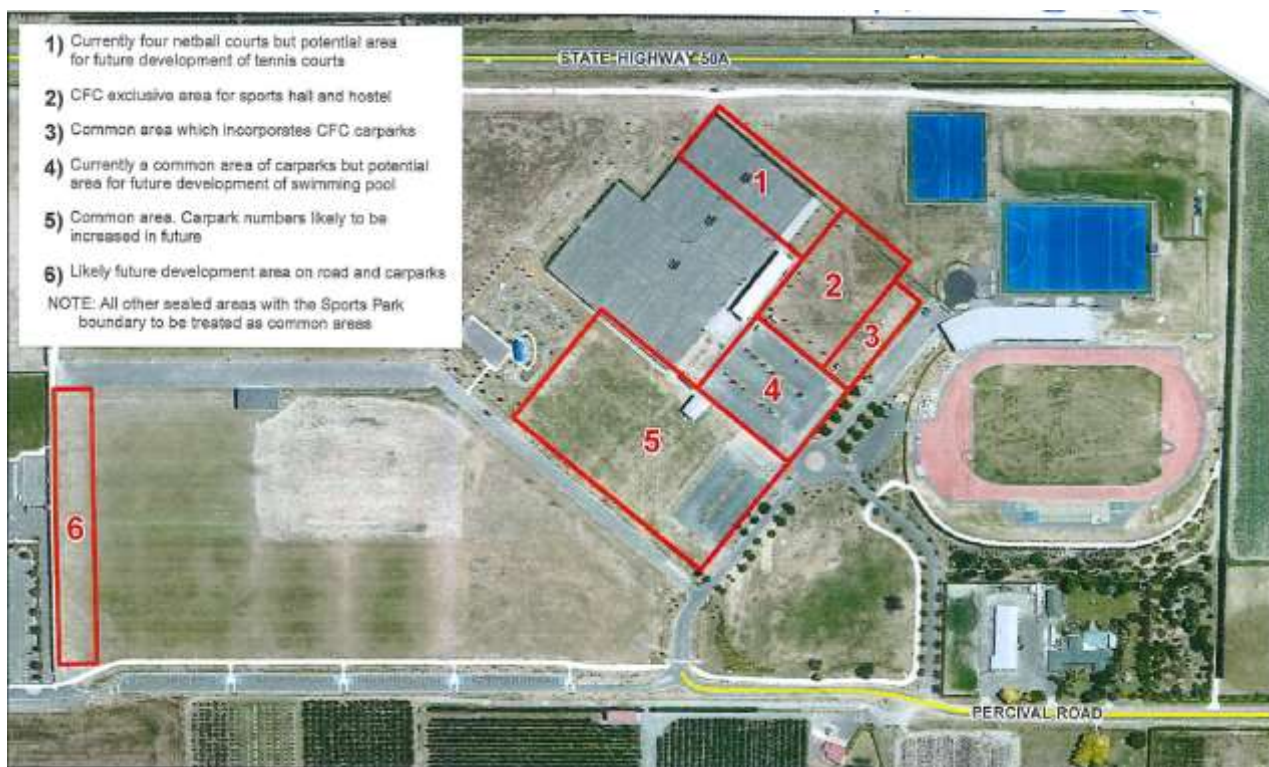 1) Currently four netball courts but potential area
for future development of tennis courts
2) CFC exclusive area for sports hall and hostel
3) Common area which incorporates CFC carparks
4) Currently a common area of carparks but potential
area for future development of swimming pool
5) Common area. Carpark numbers likely to be
increased in future
6) Likely future development area on road and carparks
NOTE: All other sealed areas with the Sports Park
boundary to be treated as common areas
STATE HIGHWAY 50A
1
2
3
4
5
6
PERCIVAL ROAD